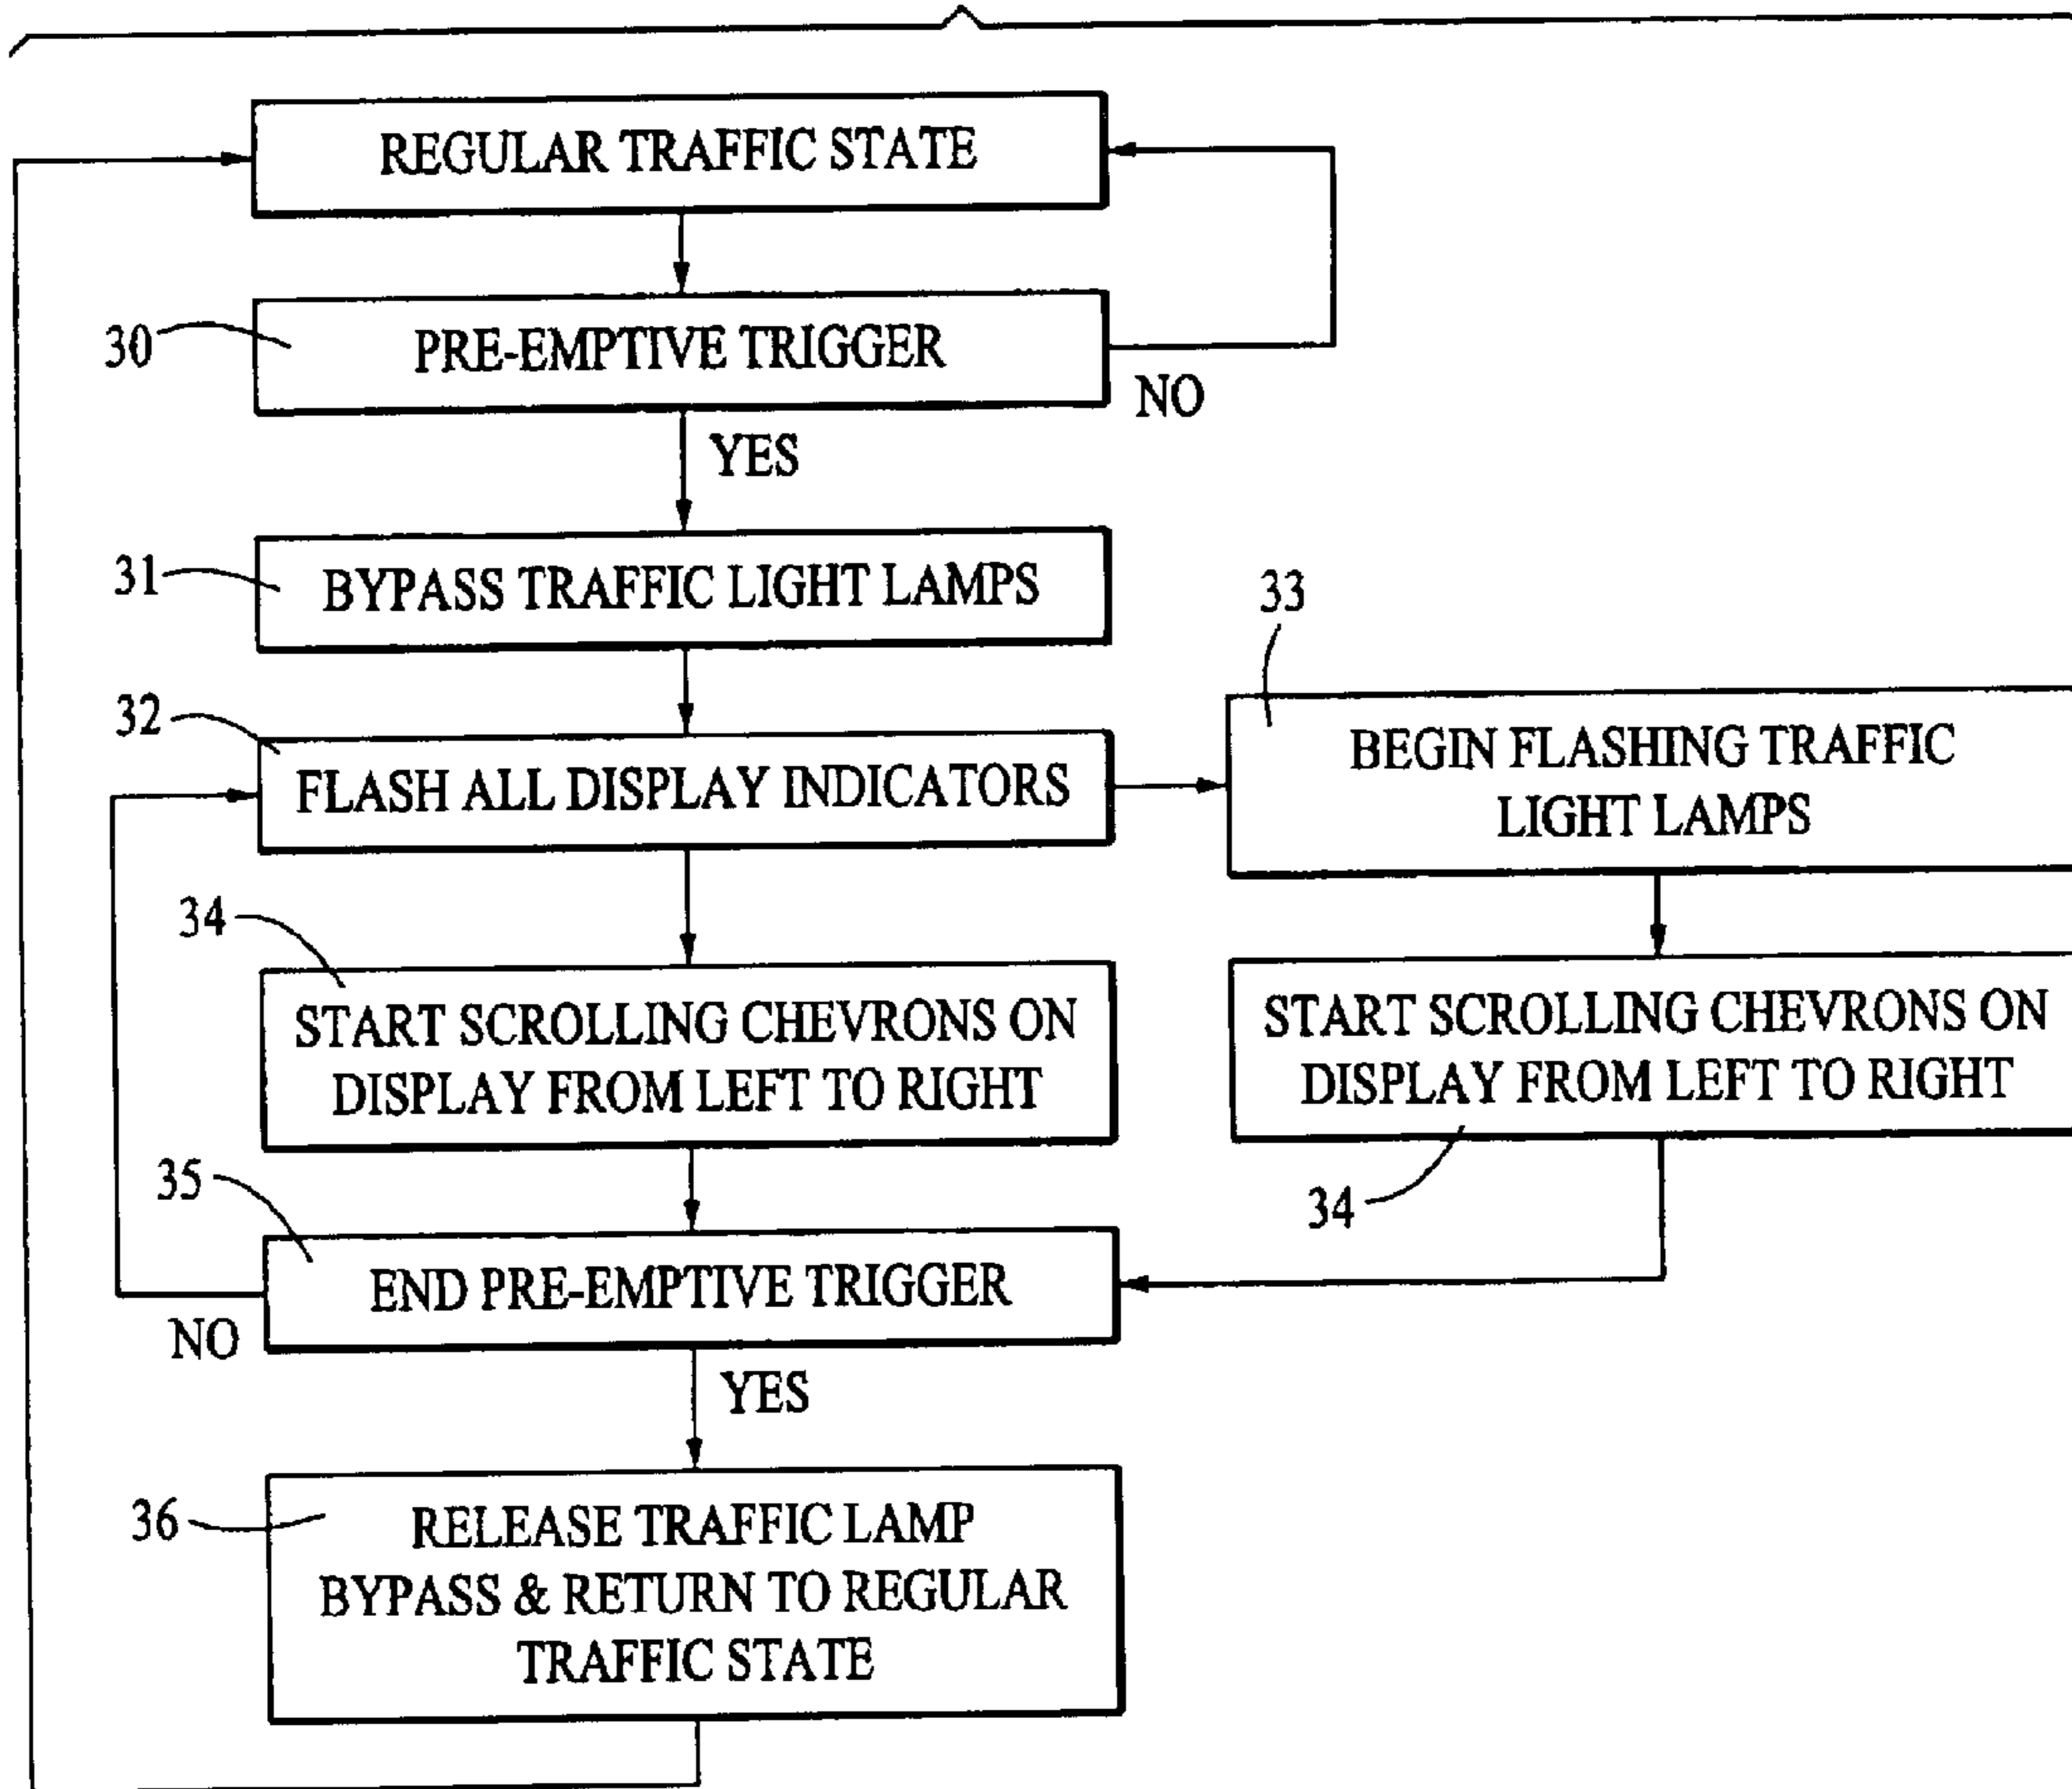 REGULAR TRAFFIC STATE
30
PRE-EMPTIVE TRIGGER
NO
YES
31
BYPASS TRAFFIC LIGHT LAMPS
32
FLASH ALL DISPLAY INDICATORS
33
BEGIN FLASHING TRAFFIC
LIGHT LAMPS
34
START SCROLLING CHEVRONS ON
DISPLAY FROM LEFT TO RIGHT
START SCROLLING CHEVRONS ON
DISPLAY FROM LEFT TO RIGHT
34
35
END PRE-EMPTIVE TRIGGER
NO
YES
36
RELEASE TRAFFIC LAMP
BYPASS & RETURN TO REGULAR
TRAFFIC STATE